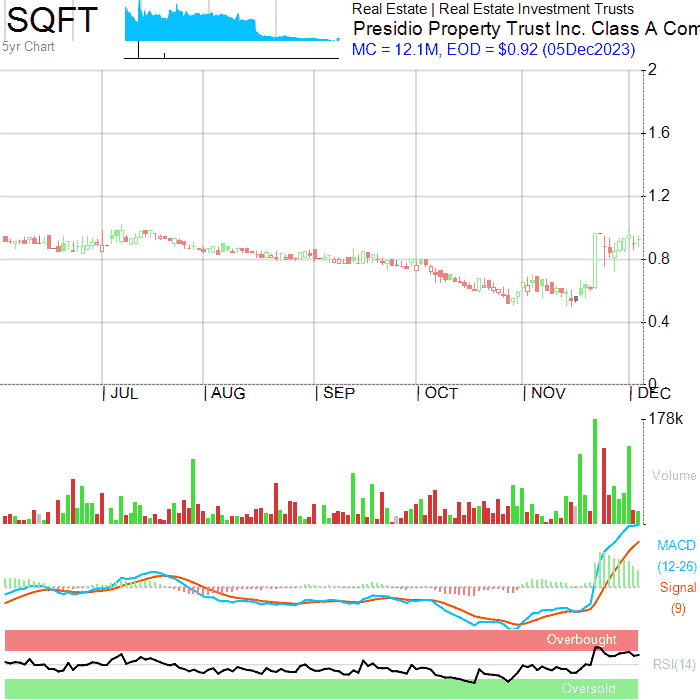 SQFT
5yr Chart
Real Estate | Real Estate Investment Trusts
Presidio Property Trust Inc. Class A Com
MC = 12.1M, EOD = $0.92 (05Dec2023)
2
1.6
1.2
0.8
0.4
0
| JUL | AUG | SEP | OCT | NOV | DEC
178k
Volume
MACD
(12-26)
Signal
(9)
Overbought
RSI(14)
Oversold